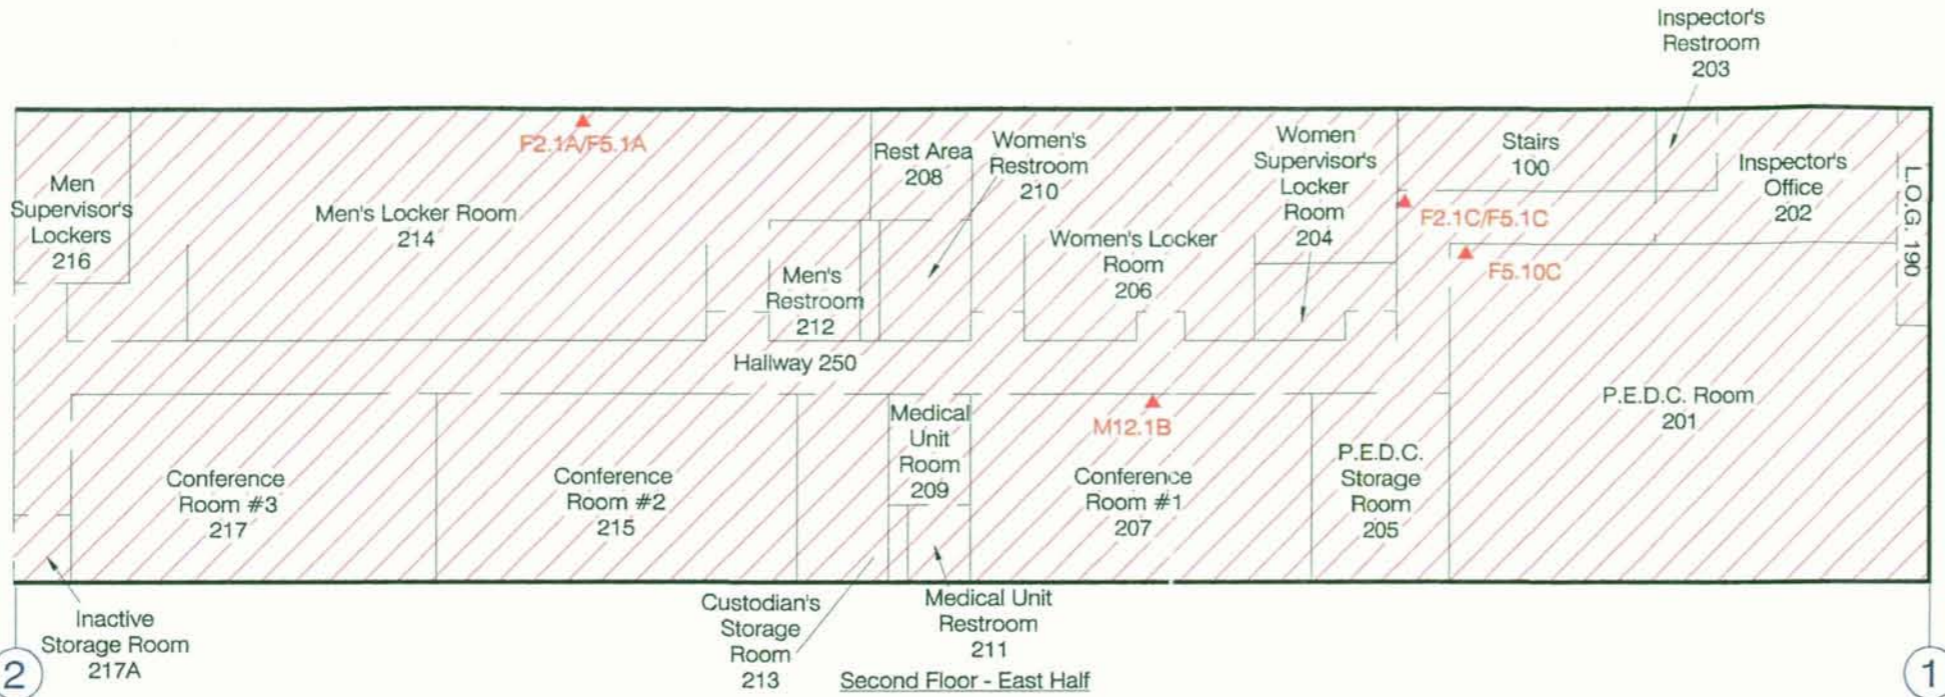 Inspector's
Restroom
203
F2.1A/F5.1A
Men
Supervisor's
Lockers
216
Men's Locker Room
214
Rest Area
208
Women's
Restroom
210
Women
Supervisor's
Locker
Room
204
Stairs
100
Inspector's
Office
202
L.O.G. 190
F2.1C/F5.1C
F5.10C
Men's
Restroom
212
Women's Locker
Room
206
Hallway 250
Conference
Room #3
217
Conference
Room #2
215
Medical
Unit
Room
209
M12.1B
Conference
Room #1
207
P.E.D.C.
Storage
Room
205
P.E.D.C. Room
201
Inactive
Storage Room
217A
Custodian's
Storage
Room
213
Medical Unit
Restroom
211
2
Second Floor - East Half
1